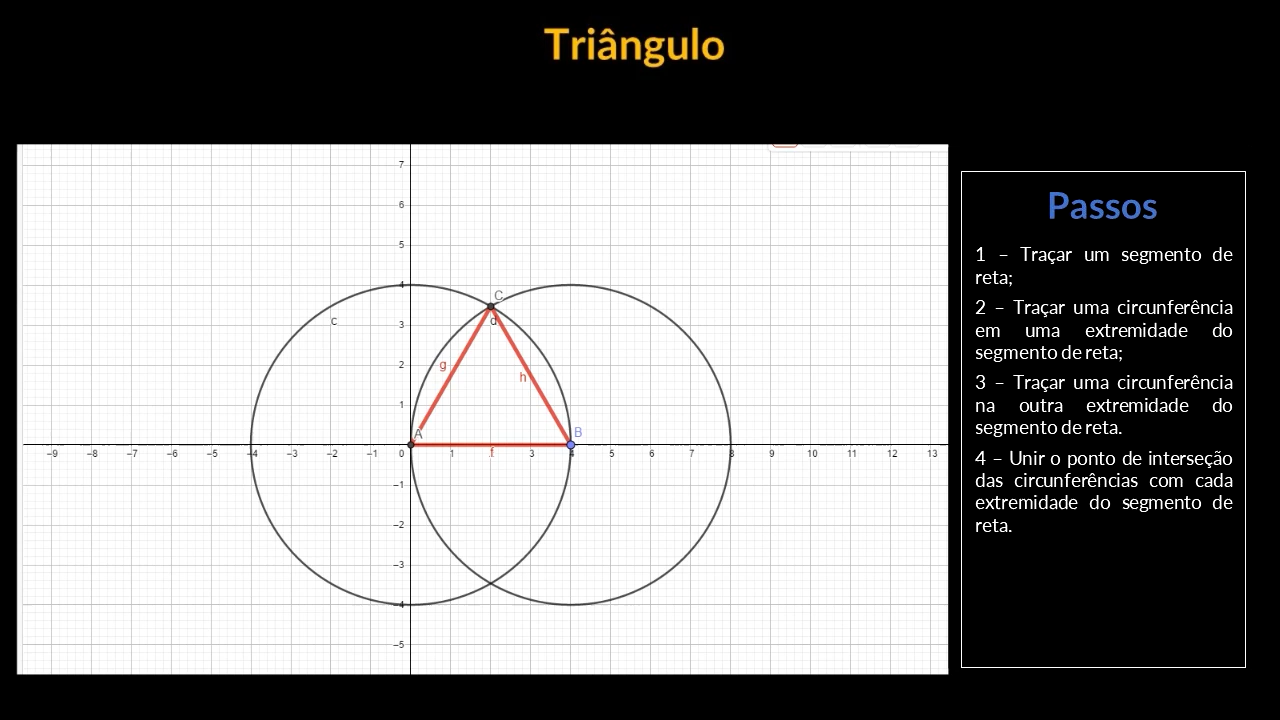 Triângulo
7
6
5
4
C
3
c
d
2
g
h
1
A
B
−9 −8 −7 −6 −5 −4 −3 −2 −1 0 1 f 3 4 5 6 7 8 9 10 11 12 13
−1
−2
−3
−4
−5
Passos
1 – Traçar um segmento de
reta;
2 – Traçar uma circunferência
em uma extremidade do
segmento de reta;
3 – Traçar uma circunferência
na outra extremidade do
segmento de reta.
4 – Unir o ponto de interseção
das circunferências com cada
extremidade do segmento de
reta.